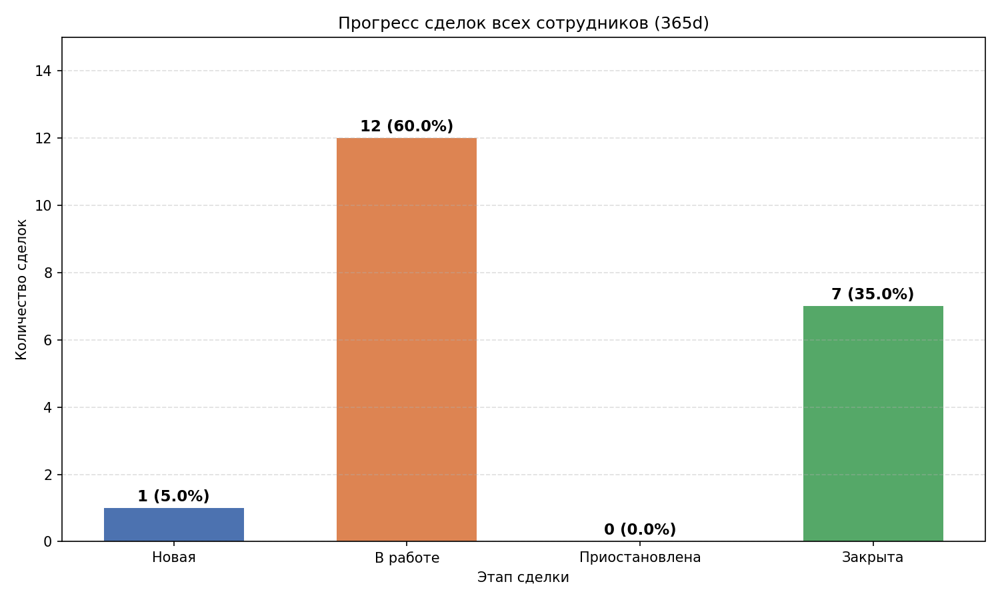 Прогресс сделок всех сотрудников (365d)
Количество сделок
14
12
10
8
6
4
2
0
1 (5.0%)
12 (60.0%)
0 (0.0%)
7 (35.0%)
Новая
В работе
Приостановлена
Закрыта
Этап сделки